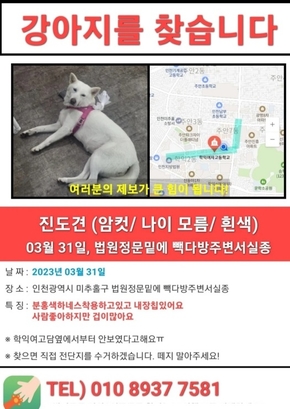 강아지를 찾습니다
여러분의 제보가 큰 힘이 됩니다!
진도견 (암컷/ 나이 모름/ 흰색)
03월 31일, 법원정문밑에 빽다방주변서실종
날 짜 : 2023년 03월 31일
장 소 : 인천광역시 미추홀구 법원정문밑에 빽다방주변서실종
특 징 : 분홍색하네스착용하고있고 내장칩있어요
사람좋아하지만 겁이많아요
※ 학익여고담옆에서부터 안보였다고해요ㅠ
※ 찾으면 직접 전단지를 수거하겠습니다. 떼지 말아주세요!
TEL) 010 8937 7581